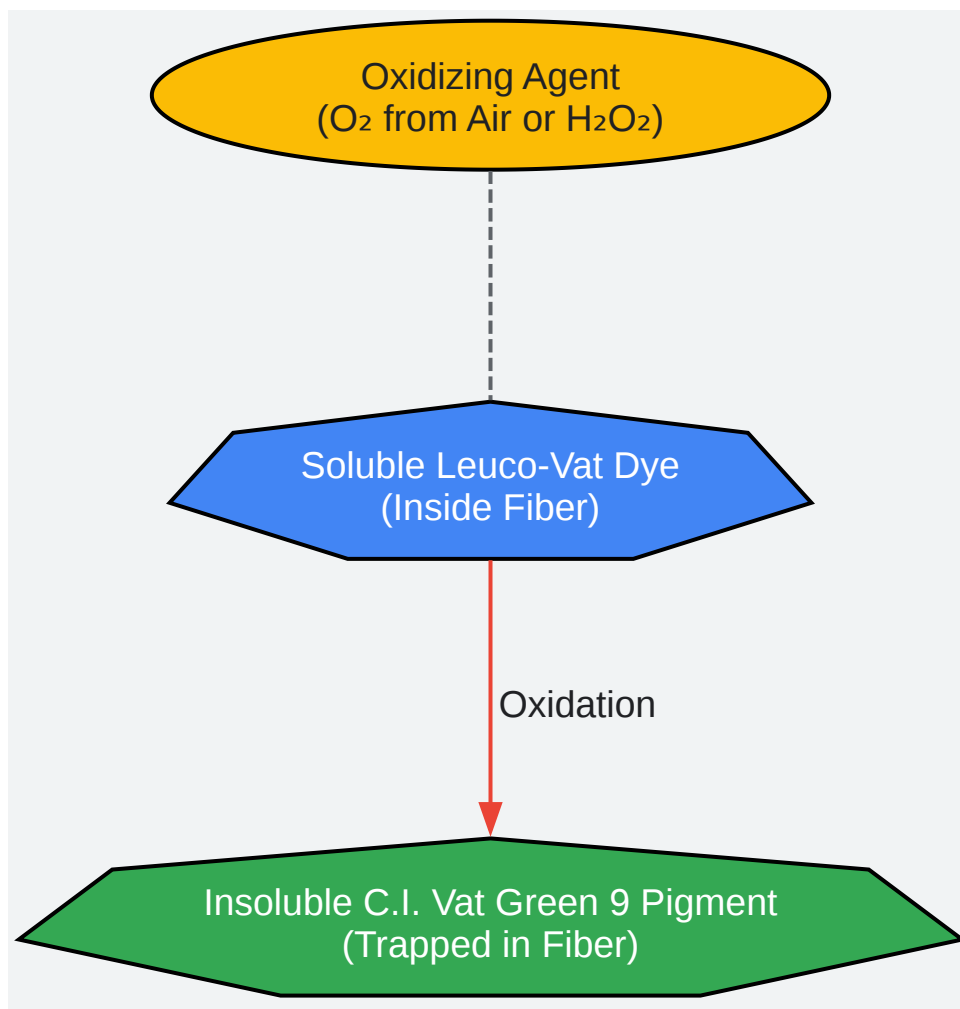 Oxidizing Agent
(O₂ from Air or H₂O₂)
Soluble Leuco-Vat Dye
(Inside Fiber)
Oxidation
Insoluble C.I. Vat Green 9 Pigment
(Trapped in Fiber)